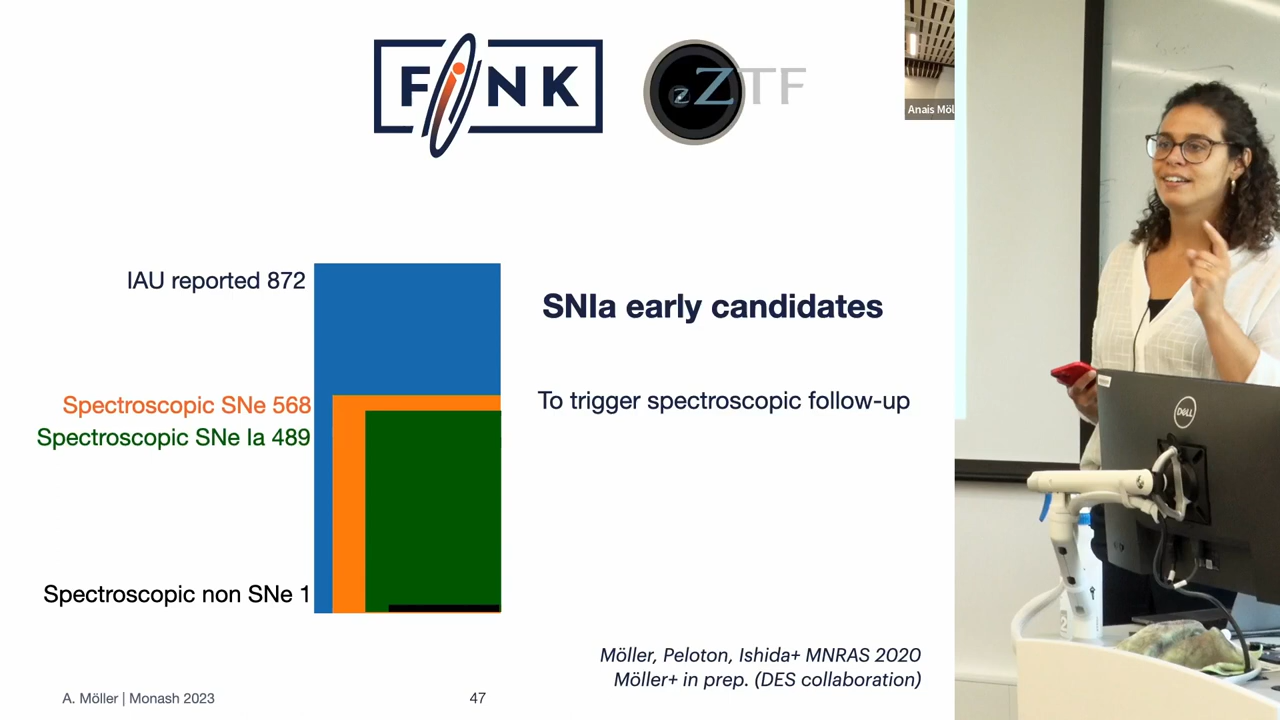 FiNK
zZTF
Anais Möl
IAU reported 872
SNIa early candidates
Spectroscopic SNe 568
To trigger spectroscopic follow-up
Spectroscopic SNe Ia 489
Spectroscopic non SNe 1
Möller, Peloton, Ishida+ MNRAS 2020
Möller+ in prep. (DES collaboration)
A. Möller | Monash 2023
47
DELL